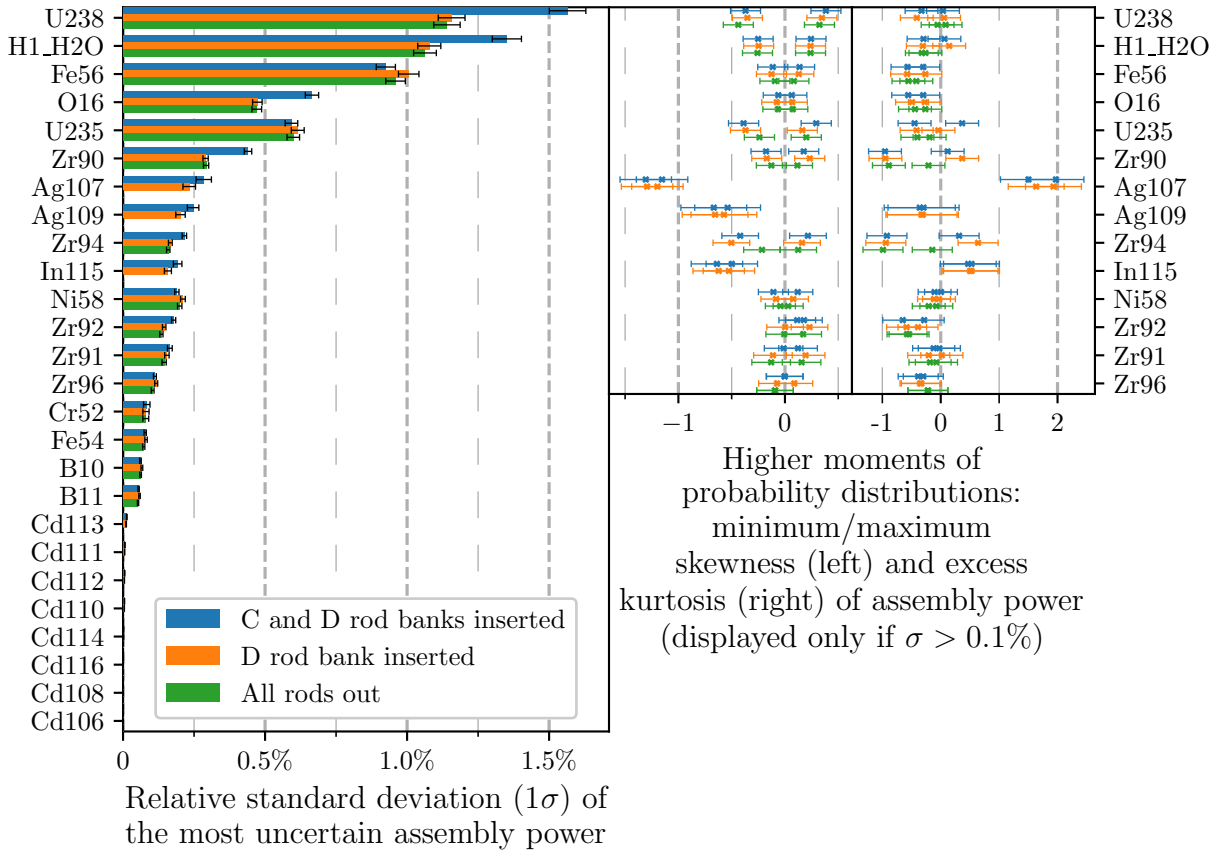 U238
H1_H2O
Fe56
O16
U235
Zr90
Ag107
Ag109
Zr94
In115
Ni58
Zr92
Zr91
Zr96
Cr52
Fe54
B10
B11
Cd113
Cd111
Cd112
Cd110
Cd114
Cd116
Cd108
Cd106
C and D rod banks inserted
D rod bank inserted
All rods out
0 0.5% 1.0% 1.5%
Relative standard deviation (1σ) of
the most uncertain assembly power
U238
H1_H2O
Fe56
O16
U235
Zr90
Ag107
Ag109
Zr94
In115
Ni58
Zr92
Zr91
Zr96
−1 0 -1 0 1 2
Higher moments of
probability distributions:
minimum/maximum
skewness (left) and excess
kurtosis (right) of assembly power
(displayed only if σ > 0.1%)